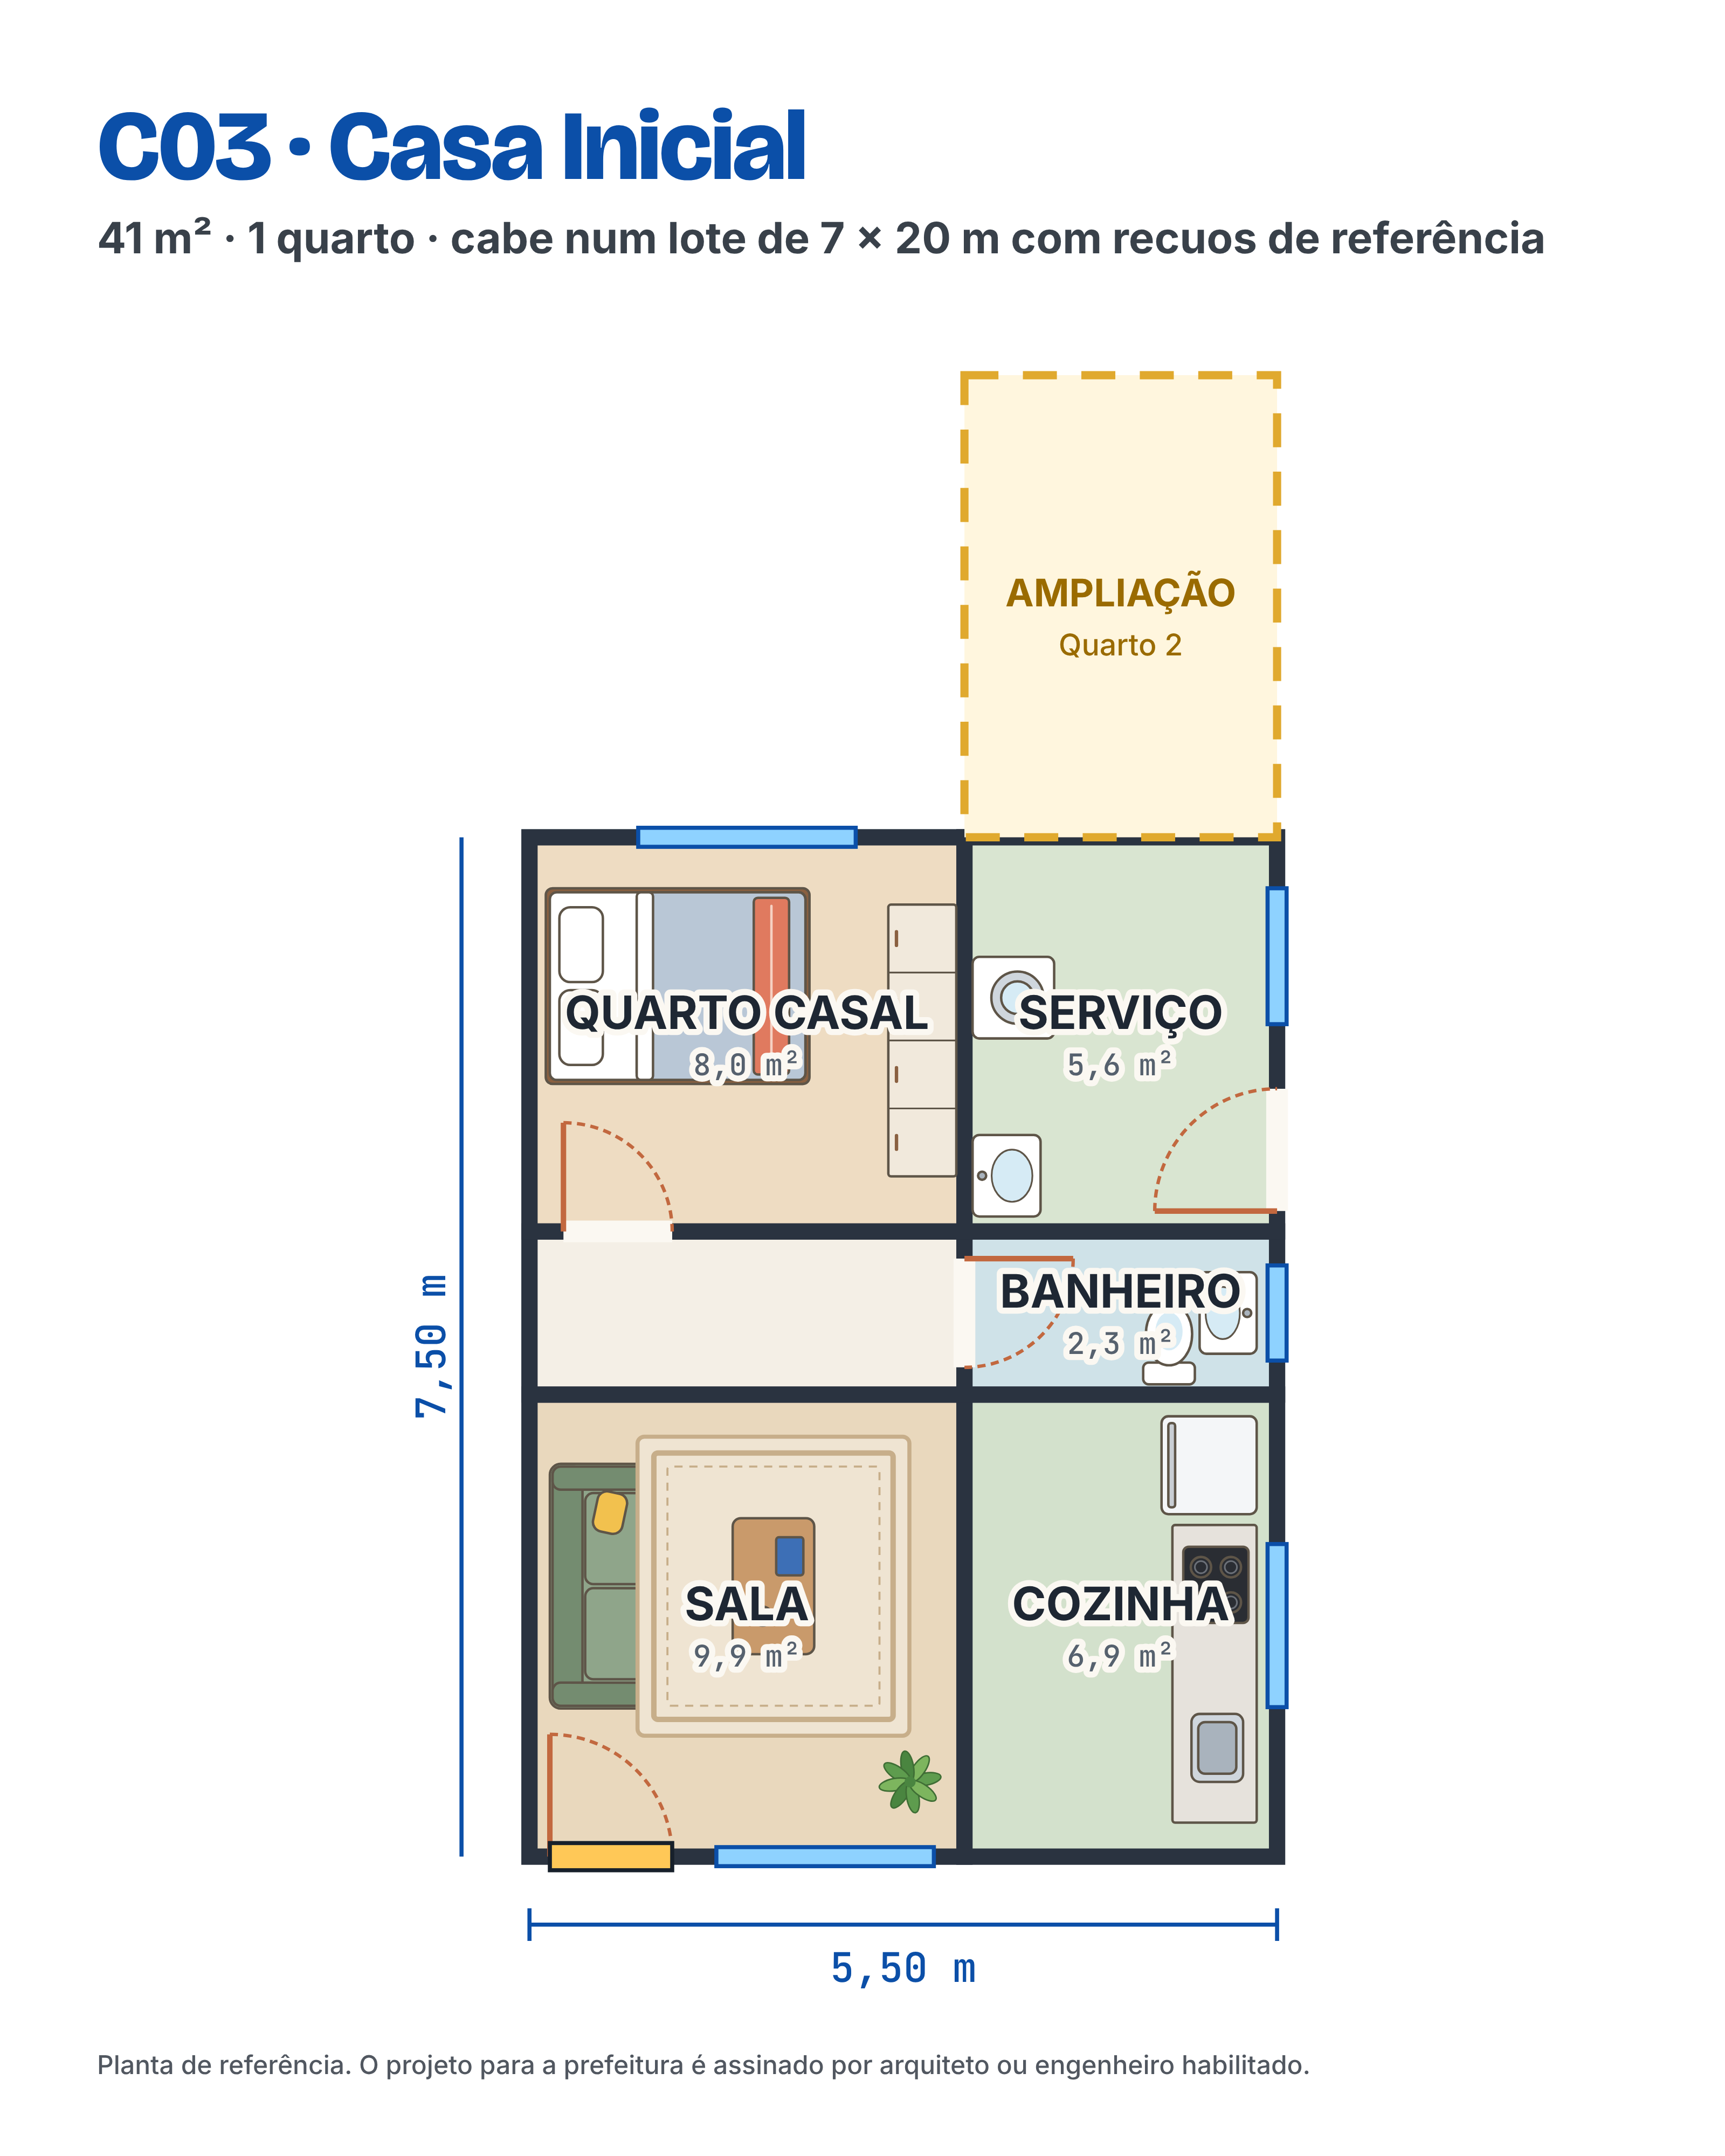 C03 · Casa Inicial
41 m² · 1 quarto · cabe num lote de 7 × 20 m com recuos de referência
AMPLIAÇÃO
Quarto 2
QUARTO CASAL
8,0 m²
SERVIÇO
5,6 m²
BANHEIRO
2,3 m²
7,50 m
SALA
9,9 m²
COZINHA
6,9 m²
5,50 m
Planta de referência. O projeto para a prefeitura é assinado por arquiteto ou engenheiro habilitado.